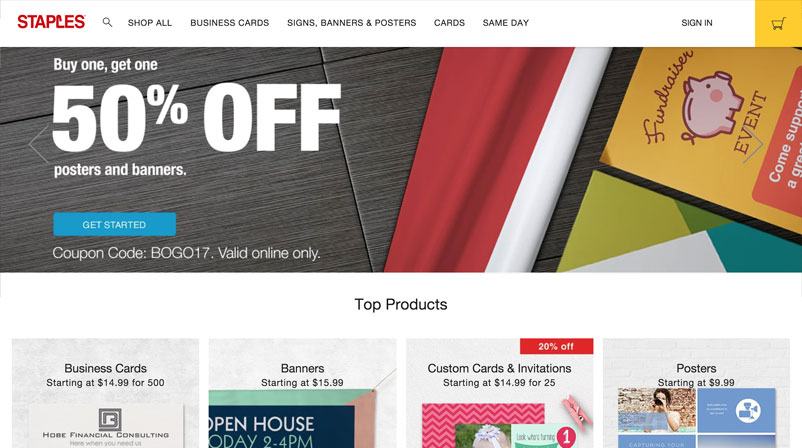 STAPLES
SHOP ALL
BUSINESS CARDS
SIGNS, BANNERS & POSTERS
CARDS
SAME DAY
SIGN IN
Buy one, get one
50% OFF
posters and banners.
GET STARTED
Coupon Code: BOGO17. Valid online only.
Fundraiser
EVENT
Come support
a grea
Top Products
Business Cards
Starting at $14.99 for 500
HOBE FINANCIAL CONSULTING
Here when you need us
Banners
Starting at $15.99
OPEN HOUSE
TODAY 2-4PM
20% off
Custom Cards & Invitations
Starting at $14.99 for 25
Look who's turning
1
Posters
Starting at $9.99
CAPTURING YOUR